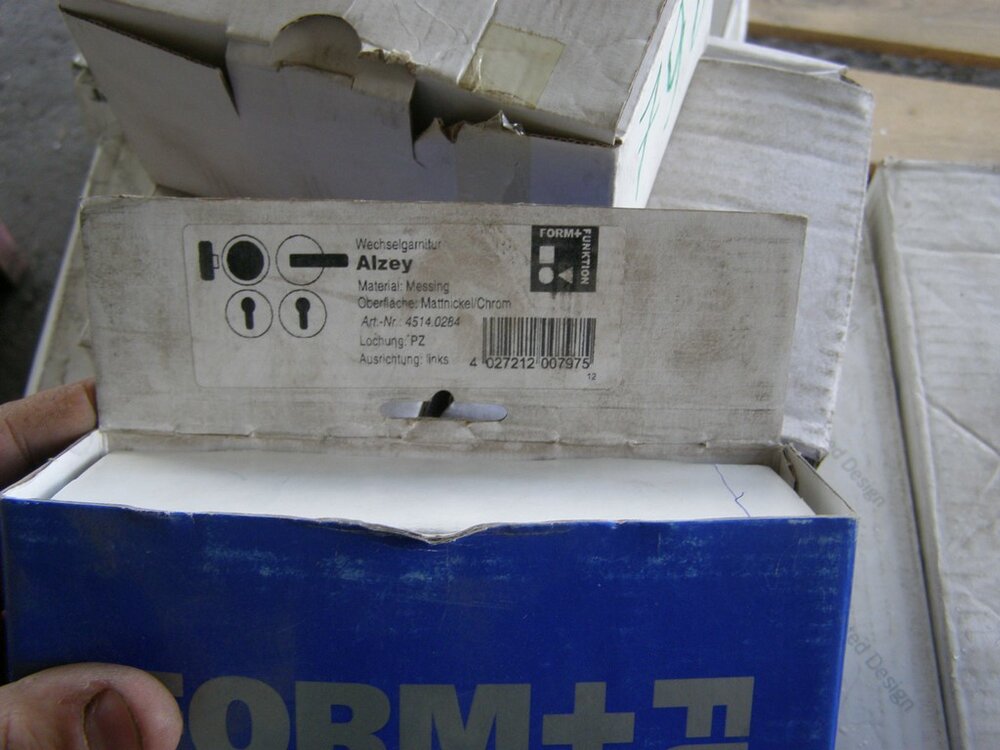 Wechselgarnitur
Alzey
Material: Messing
Oberfläche: Mattnickel/Chrom
Art.-Nr.: 4514.0284
Lochung: PZ
Ausrichtung: links
FORM+
FUNKTION
4 027212 007975
12
FORM+F
ed Design
ed Design